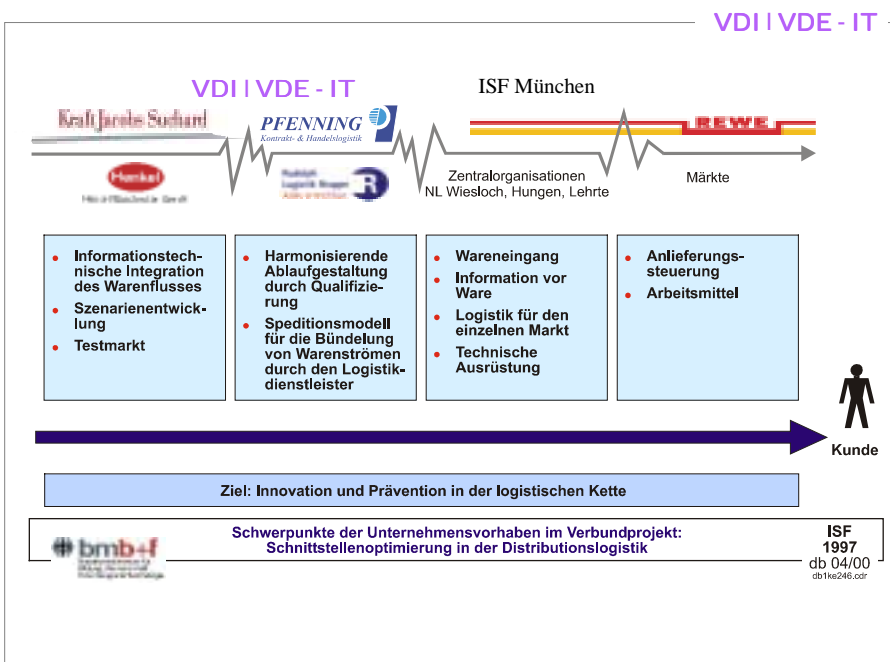 VDI I VDE - IT
VDI I VDE - IT
ISF München
Kraft Jacobs Suchard
PFENNING
Kontrakt- & Handelslogistik
REWE
Henkel
Logistik
R
Zentralorganisationen
NL Wiesloch, Hungen, Lehrte
Märkte
• Informationstech-
nische Integration
des Warenflusses
• Szenarienentwick-
lung
• Testmarkt
• Harmonisierende
Ablaufgestaltung
durch Qualifizie-
rung
• Speditionsmodell
für die Bündelung
von Warenströmen
durch den Logistik-
dienstleister
• Wareneingang
• Information vor
Ware
• Logistik für den
einzelnen Markt
• Technische
Ausrüstung
• Anlieferungs-
steuerung
• Arbeitsmittel
Kunde
Ziel: Innovation und Prävention in der logistischen Kette
bmb+f
Schwerpunkte der Unternehmensvorhaben im Verbundprojekt:
Schnittstellenoptimierung in der Distributionslogistik
ISF
1997
db 04/00
db1ke246.cdr